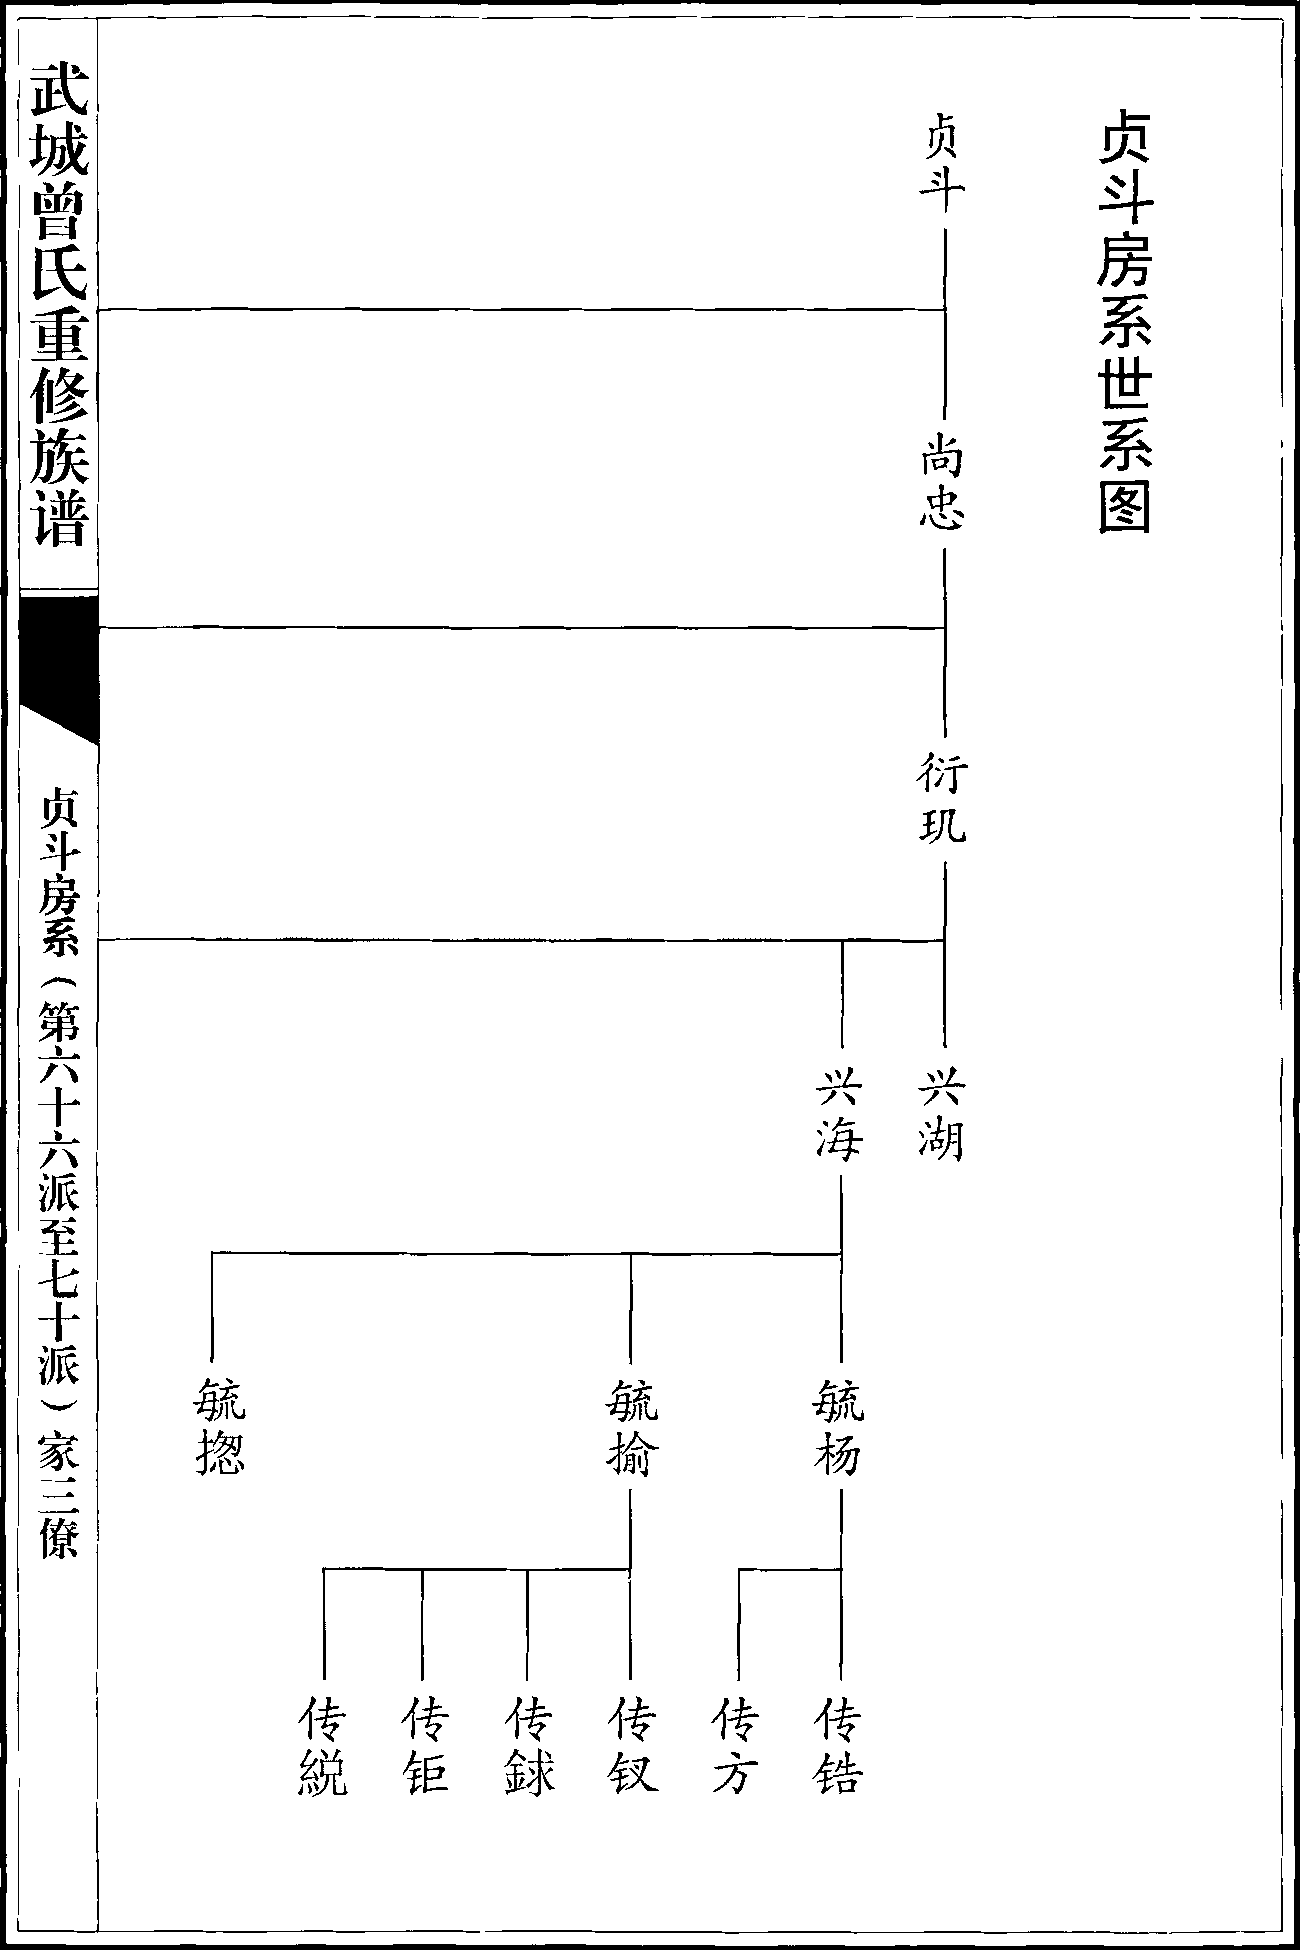 贞斗房系世系图
贞斗
尚忠
衍玑
兴湖
兴海
毓杨
毓揄
毓揔
传锆
传方
传钗
传銶
传钜
传綐
武城曾氏重修族谱
贞斗房系（第六十六派至七十派）家三僚